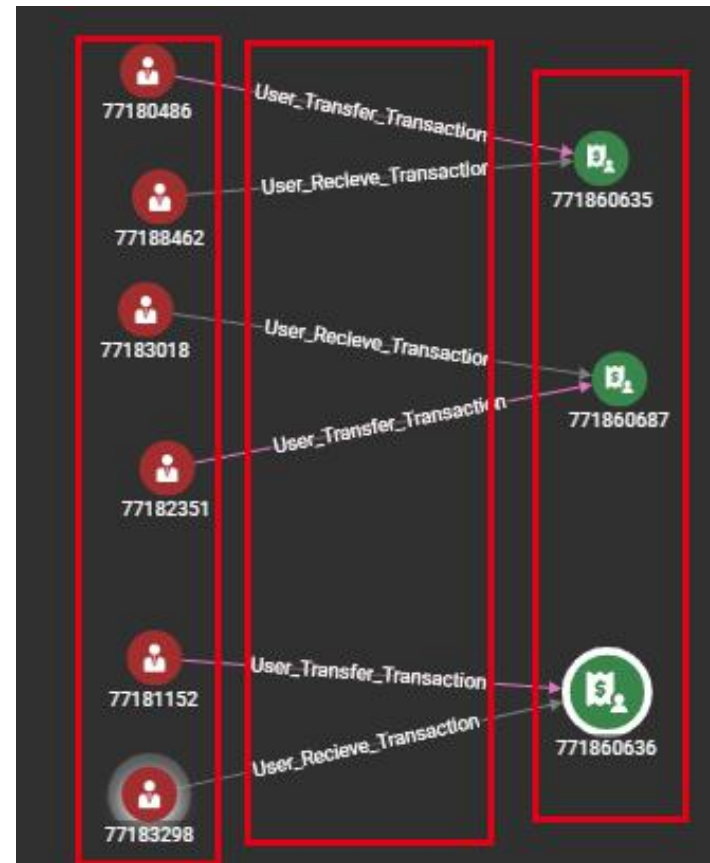 77180486
User_Transfer_Transaction
771860635
User_Recieve_Transaction
77188462
77183018
User_Recieve_Transaction
771860687
User_Transfer_Transaction
77182351
77181152
User_Transfer_Transaction
771860636
User_Recieve_Transaction
77183298